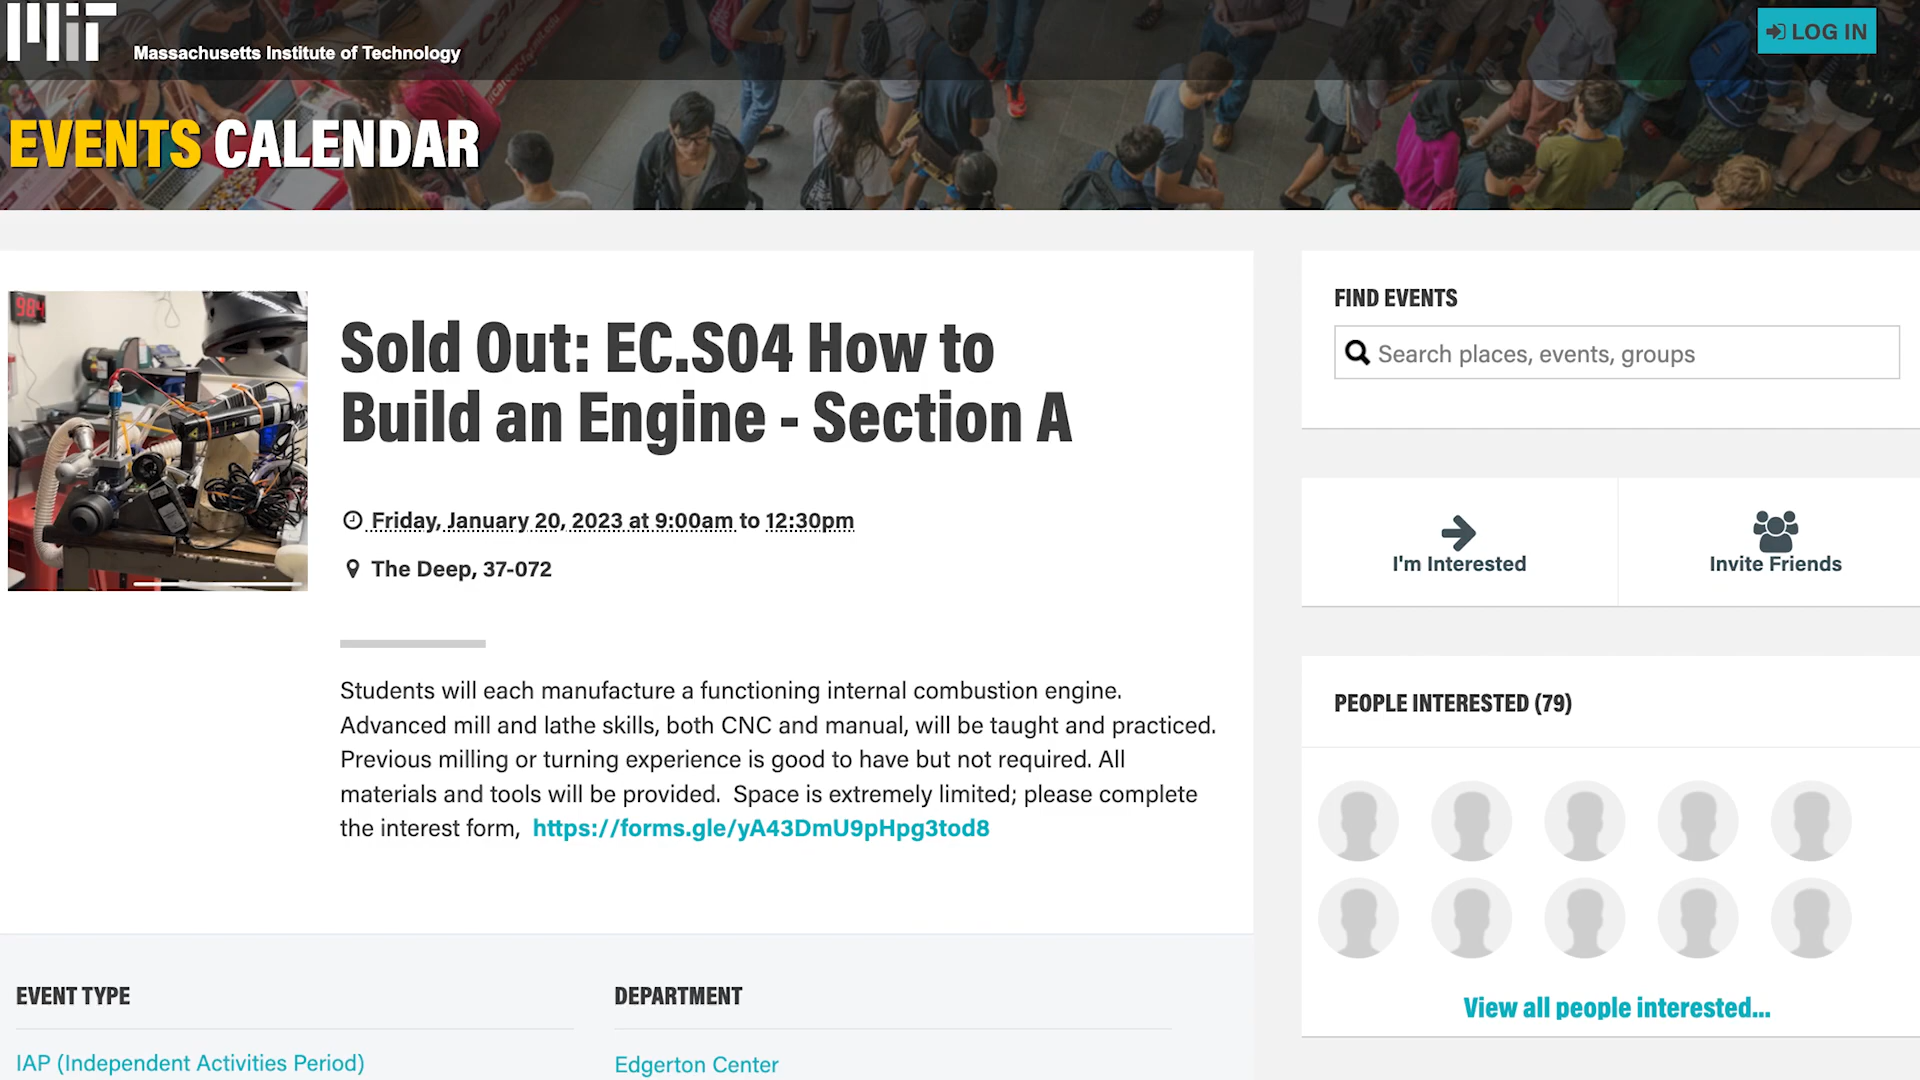 MIT
Massachusetts Institute of Technology
LOG IN
EVENTS CALENDAR
984
Sold Out: EC.S04 How to
Build an Engine - Section A
Friday, January 20, 2023 at 9:00am to 12:30pm
The Deep, 37-072
Students will each manufacture a functioning internal combustion engine.
Advanced mill and lathe skills, both CNC and manual, will be taught and practiced.
Previous milling or turning experience is good to have but not required. All
materials and tools will be provided.  Space is extremely limited; please complete
the interest form,  https://forms.gle/yA43DmU9pHpg3tod8
EVENT TYPE
IAP (Independent Activities Period)
DEPARTMENT
Edgerton Center
FIND EVENTS
Search places, events, groups
I'm Interested
Invite Friends
PEOPLE INTERESTED (79)
View all people interested...